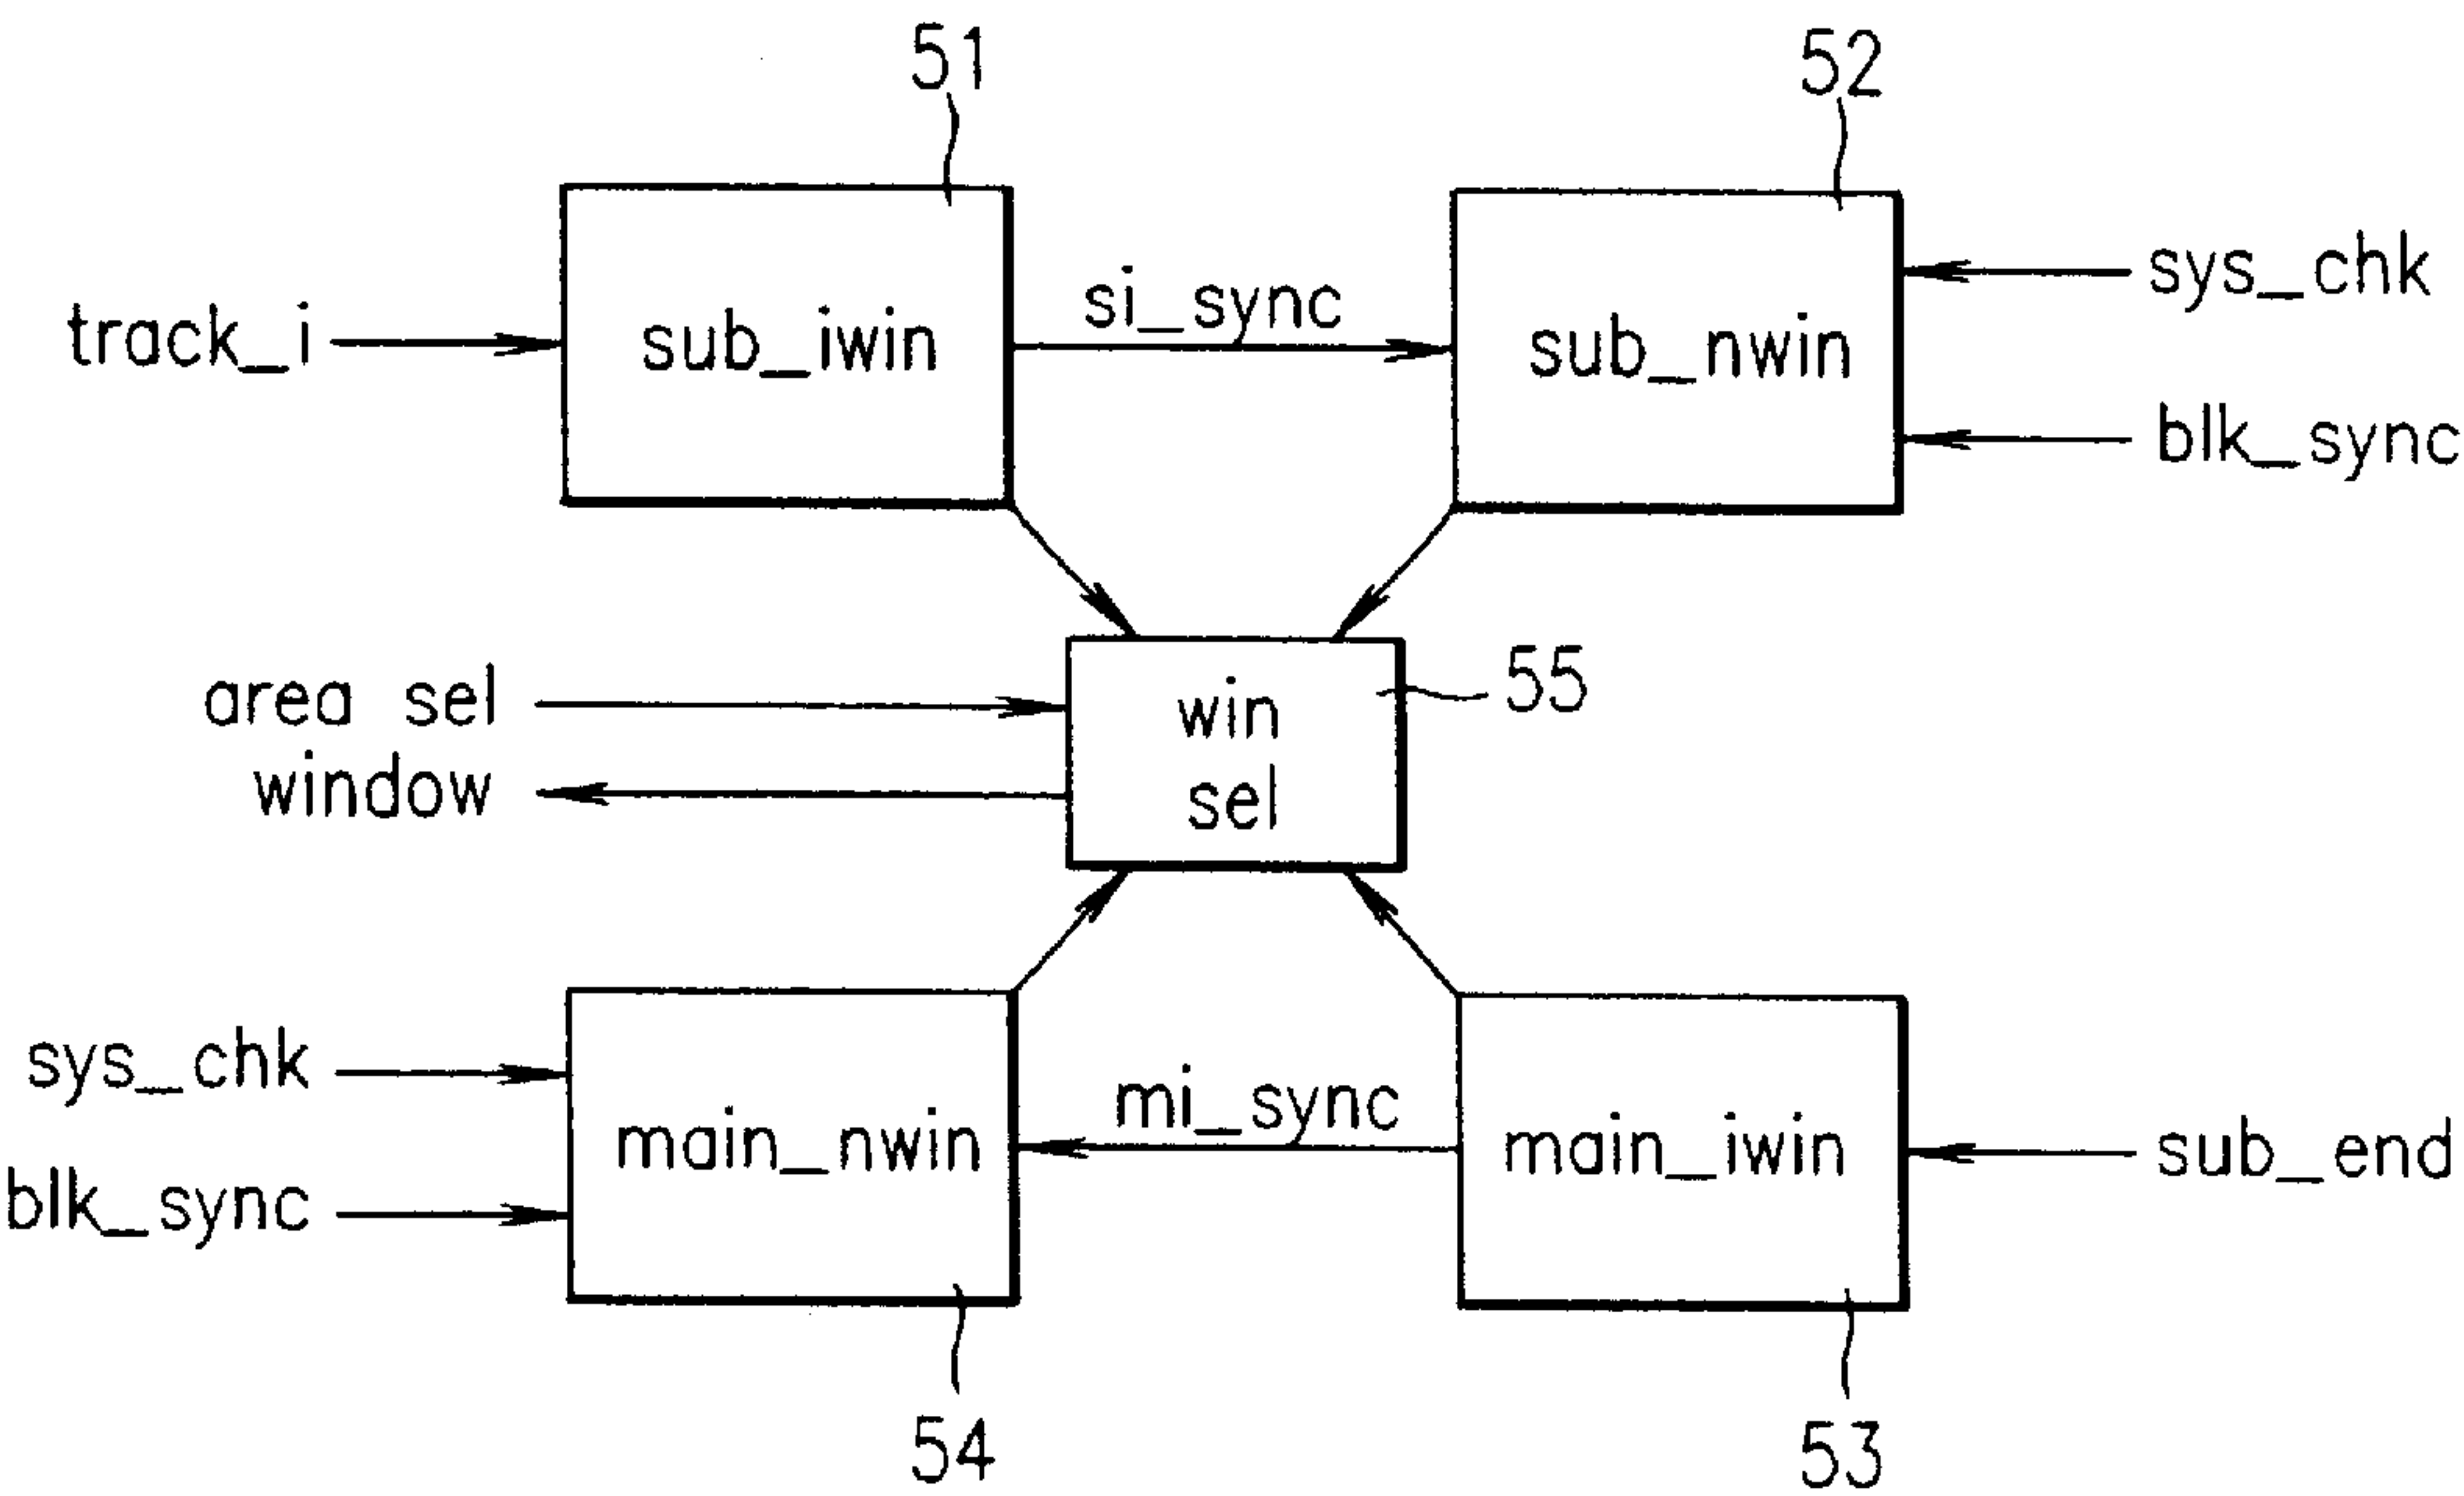 51
52
track_i
sub_iwin
si_sync
sub_nwin
sys_chk
blk_sync
area sel
window
win
sel
55
sys_chk
blk_sync
main_nwin
mi_sync
main_iwin
sub_end
54
53